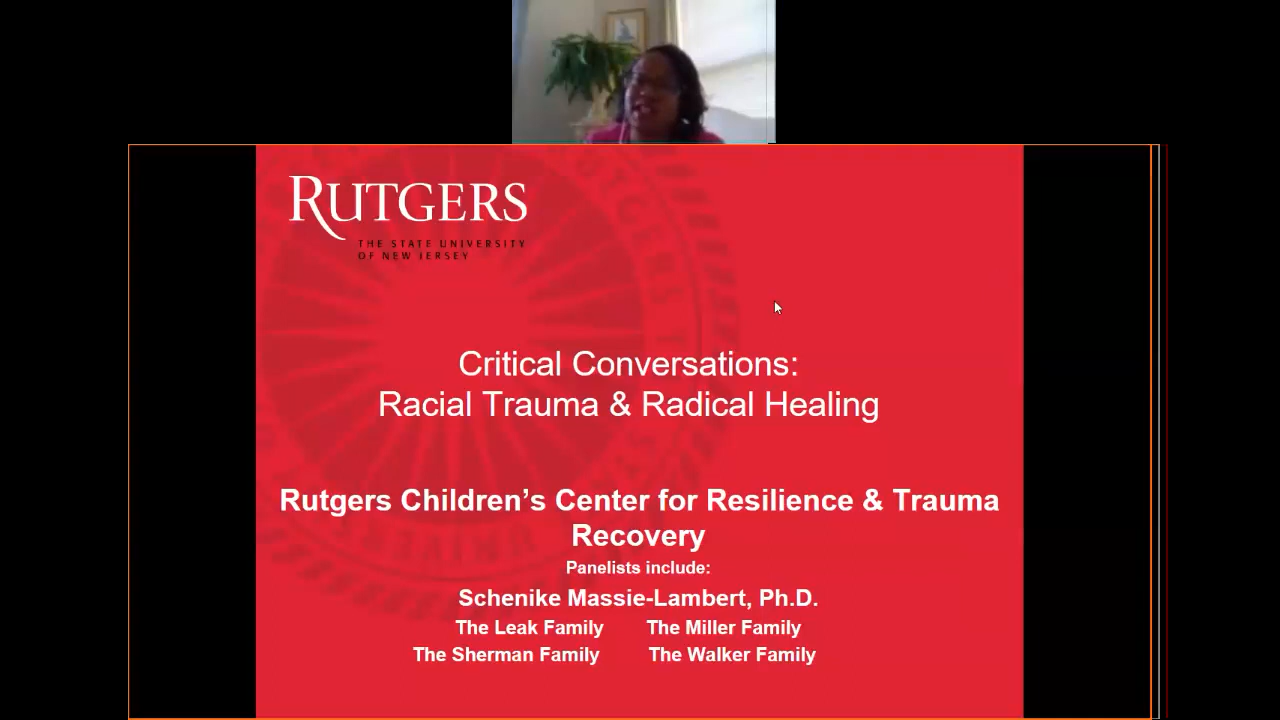 RUTGERS
THE STATE UNIVERSITY
OF NEW JERSEY
Critical Conversations:
Racial Trauma & Radical Healing
Rutgers Children’s Center for Resilience & Trauma
Recovery
Panelists include:
Schenike Massie-Lambert, Ph.D.
The Leak Family The Miller Family
The Sherman Family The Walker Family